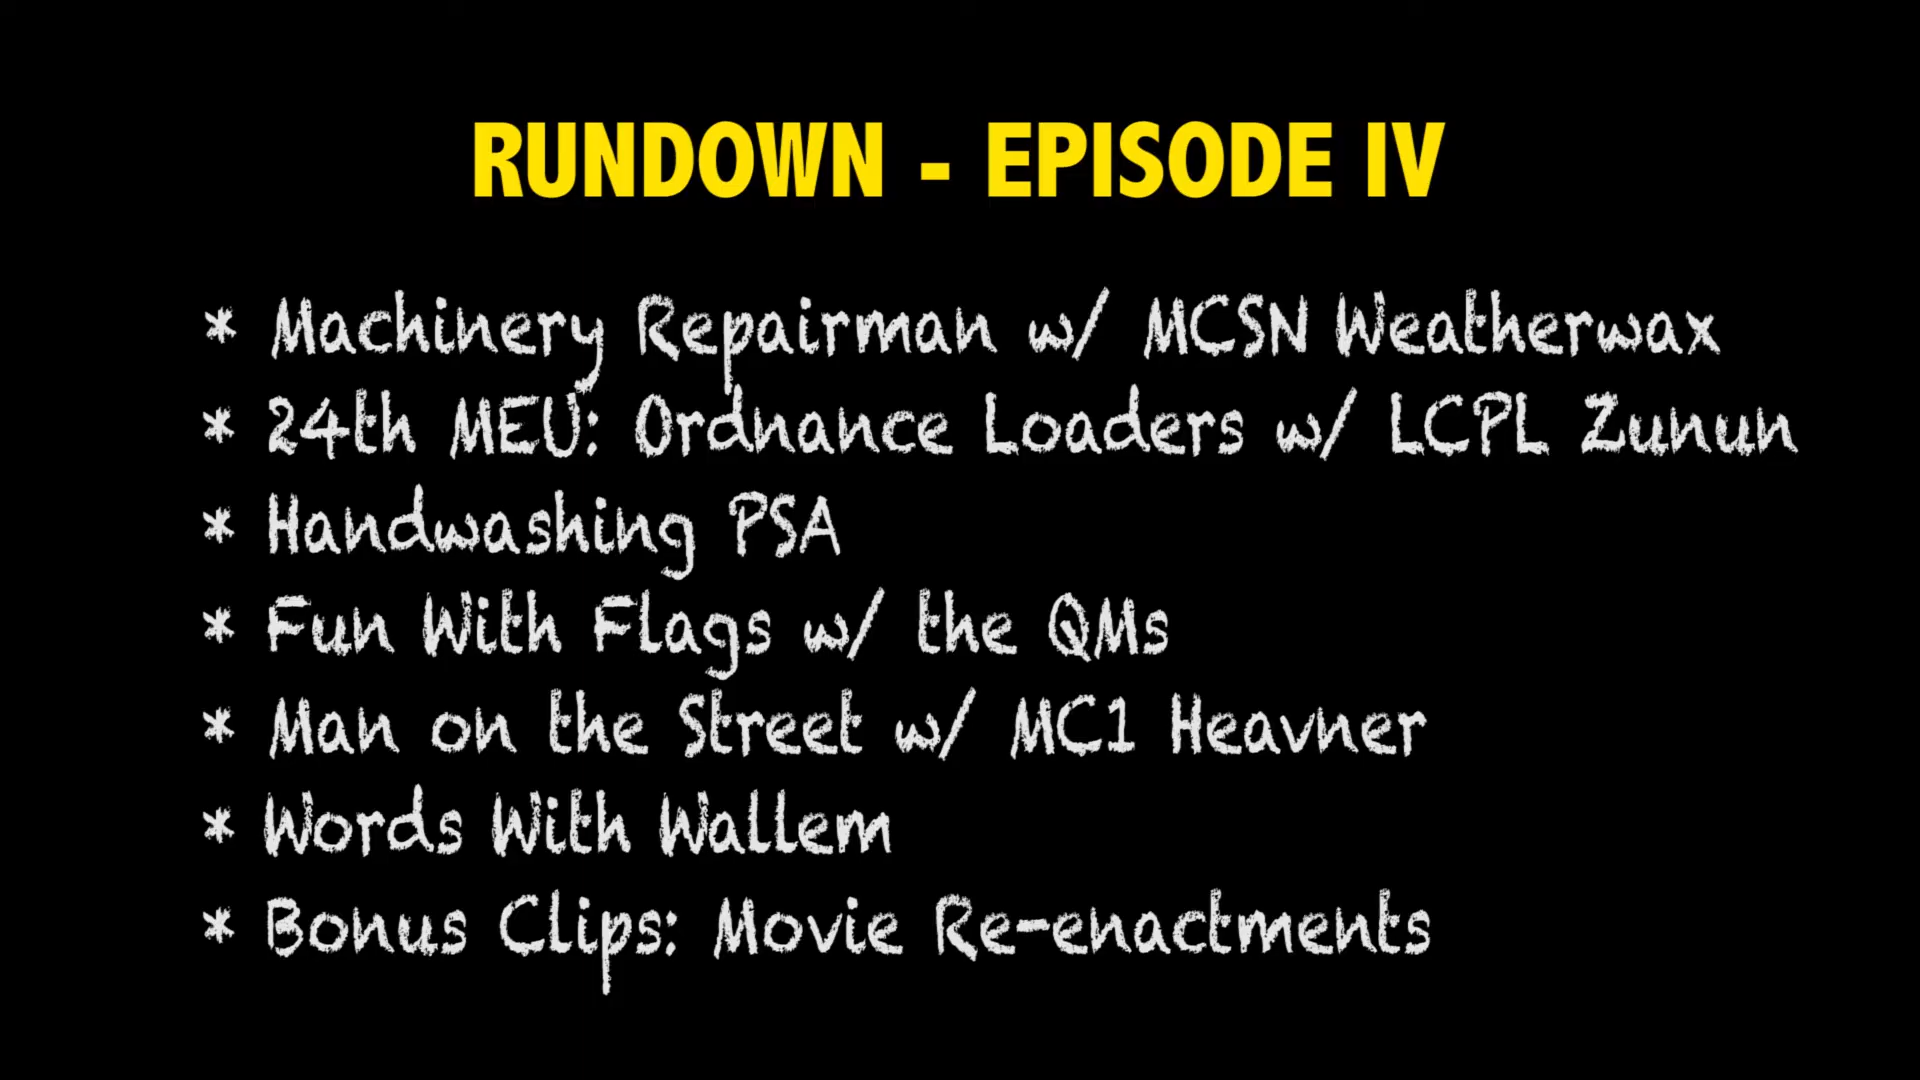 RUNDOWN - EPISODE IV
* Machinery Repairman w/ MCSN Weatherwax
* 24th MEU: Ordnance Loaders w/ LCPL Zunun
* Handwashing PSA
* Fun With Flags w/ the QMs
* Man on the Street w/ MC1 Heavner
* Words With Wallem
* Bonus Clips: Movie Re-enactments